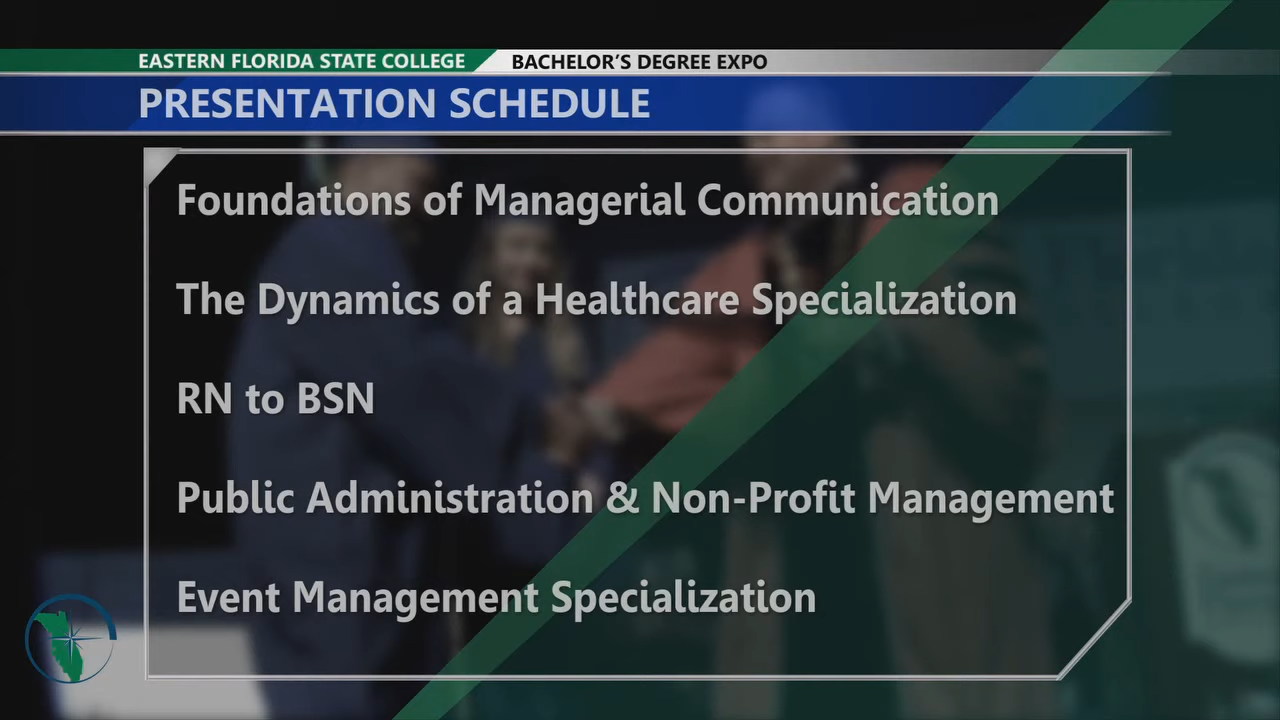 EASTERN FLORIDA STATE COLLEGE
BACHELOR'S DEGREE EXPO
PRESENTATION SCHEDULE
Foundations of Managerial Communication
The Dynamics of a Healthcare Specialization
RN to BSN
Public Administration & Non-Profit Management
Event Management Specialization